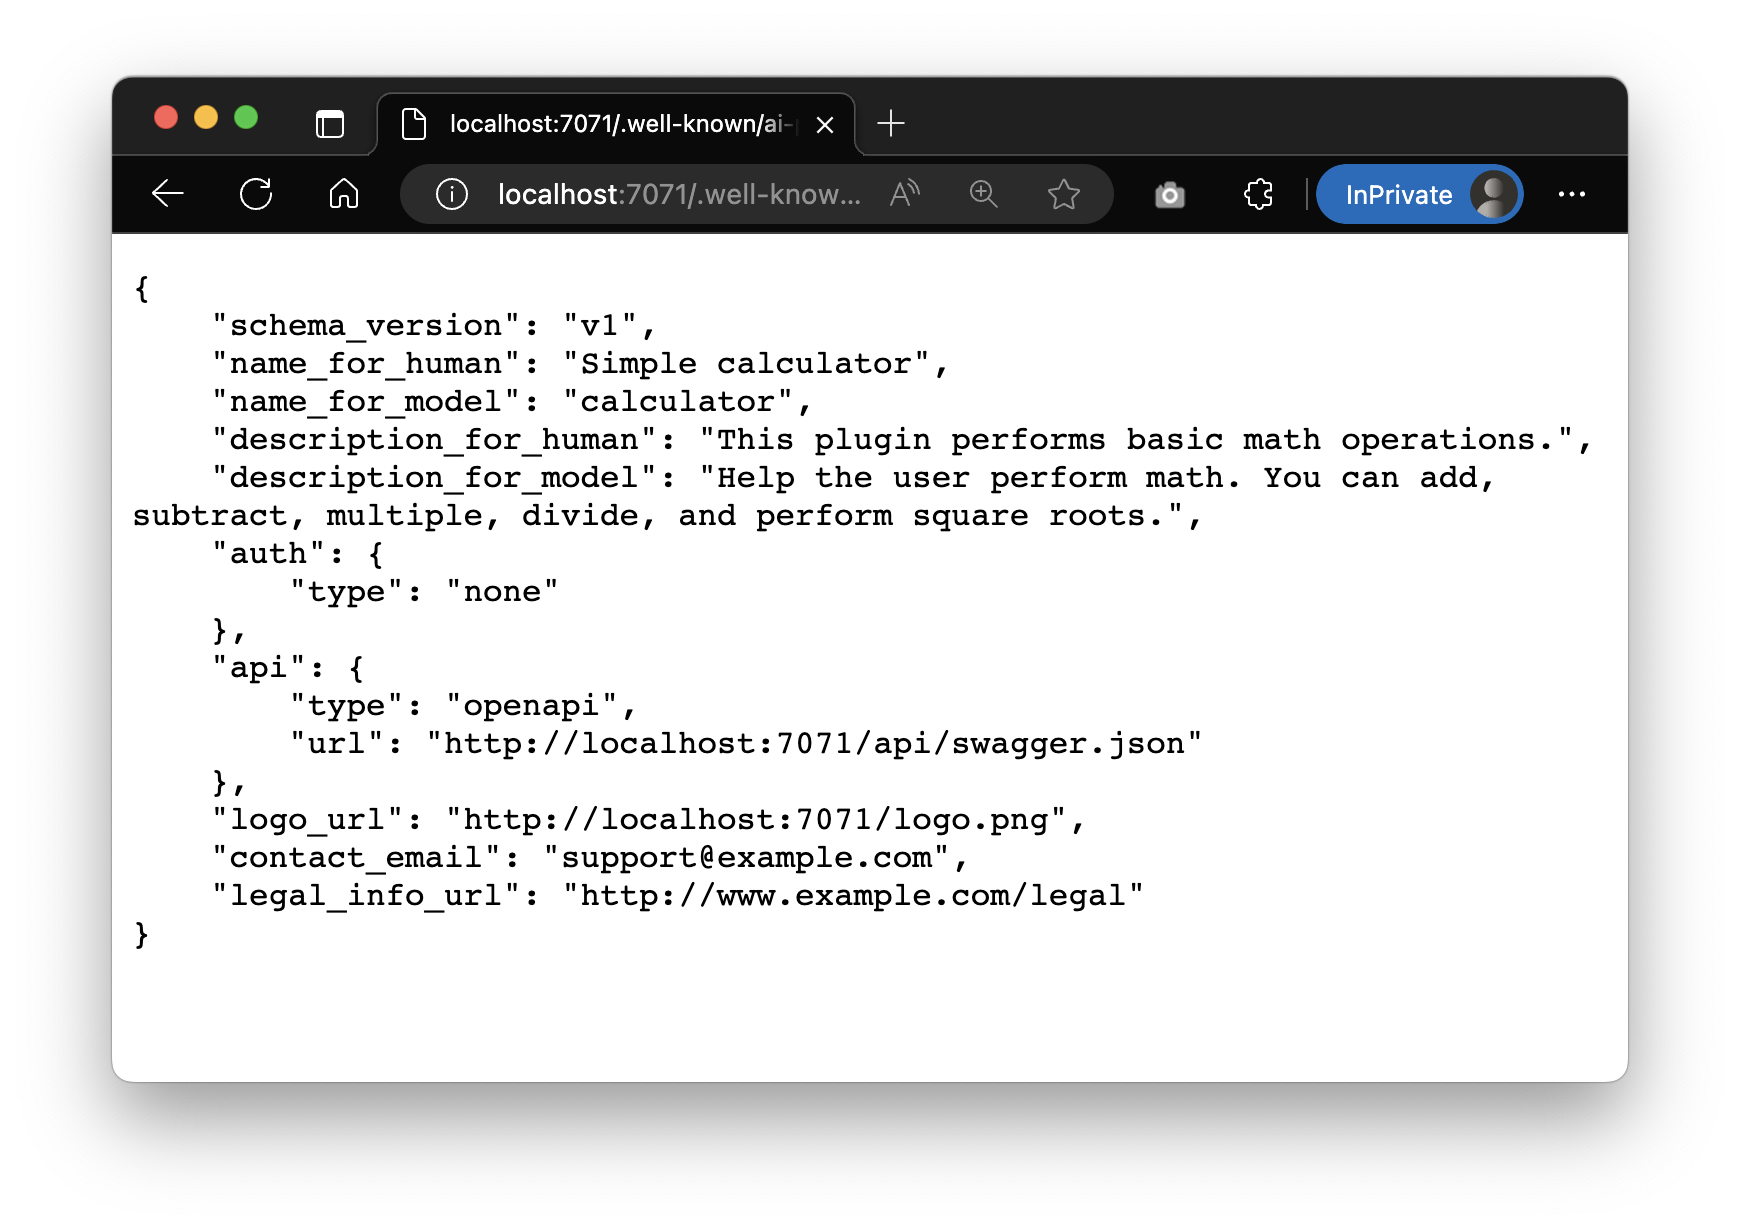 localhost:7071/.well-known/ai-
localhost:7071/.well-know...
InPrivate
{
    "schema_version": "v1",
    "name_for_human": "Simple calculator",
    "name_for_model": "calculator",
    "description_for_human": "This plugin performs basic math operations.",
    "description_for_model": "Help the user perform math. You can add,
subtract, multiple, divide, and perform square roots.",
    "auth": {
        "type": "none"
    },
    "api": {
        "type": "openapi",
        "url": "http://localhost:7071/api/swagger.json"
    },
    "logo_url": "http://localhost:7071/logo.png",
    "contact_email": "support@example.com",
    "legal_info_url": "http://www.example.com/legal"
}